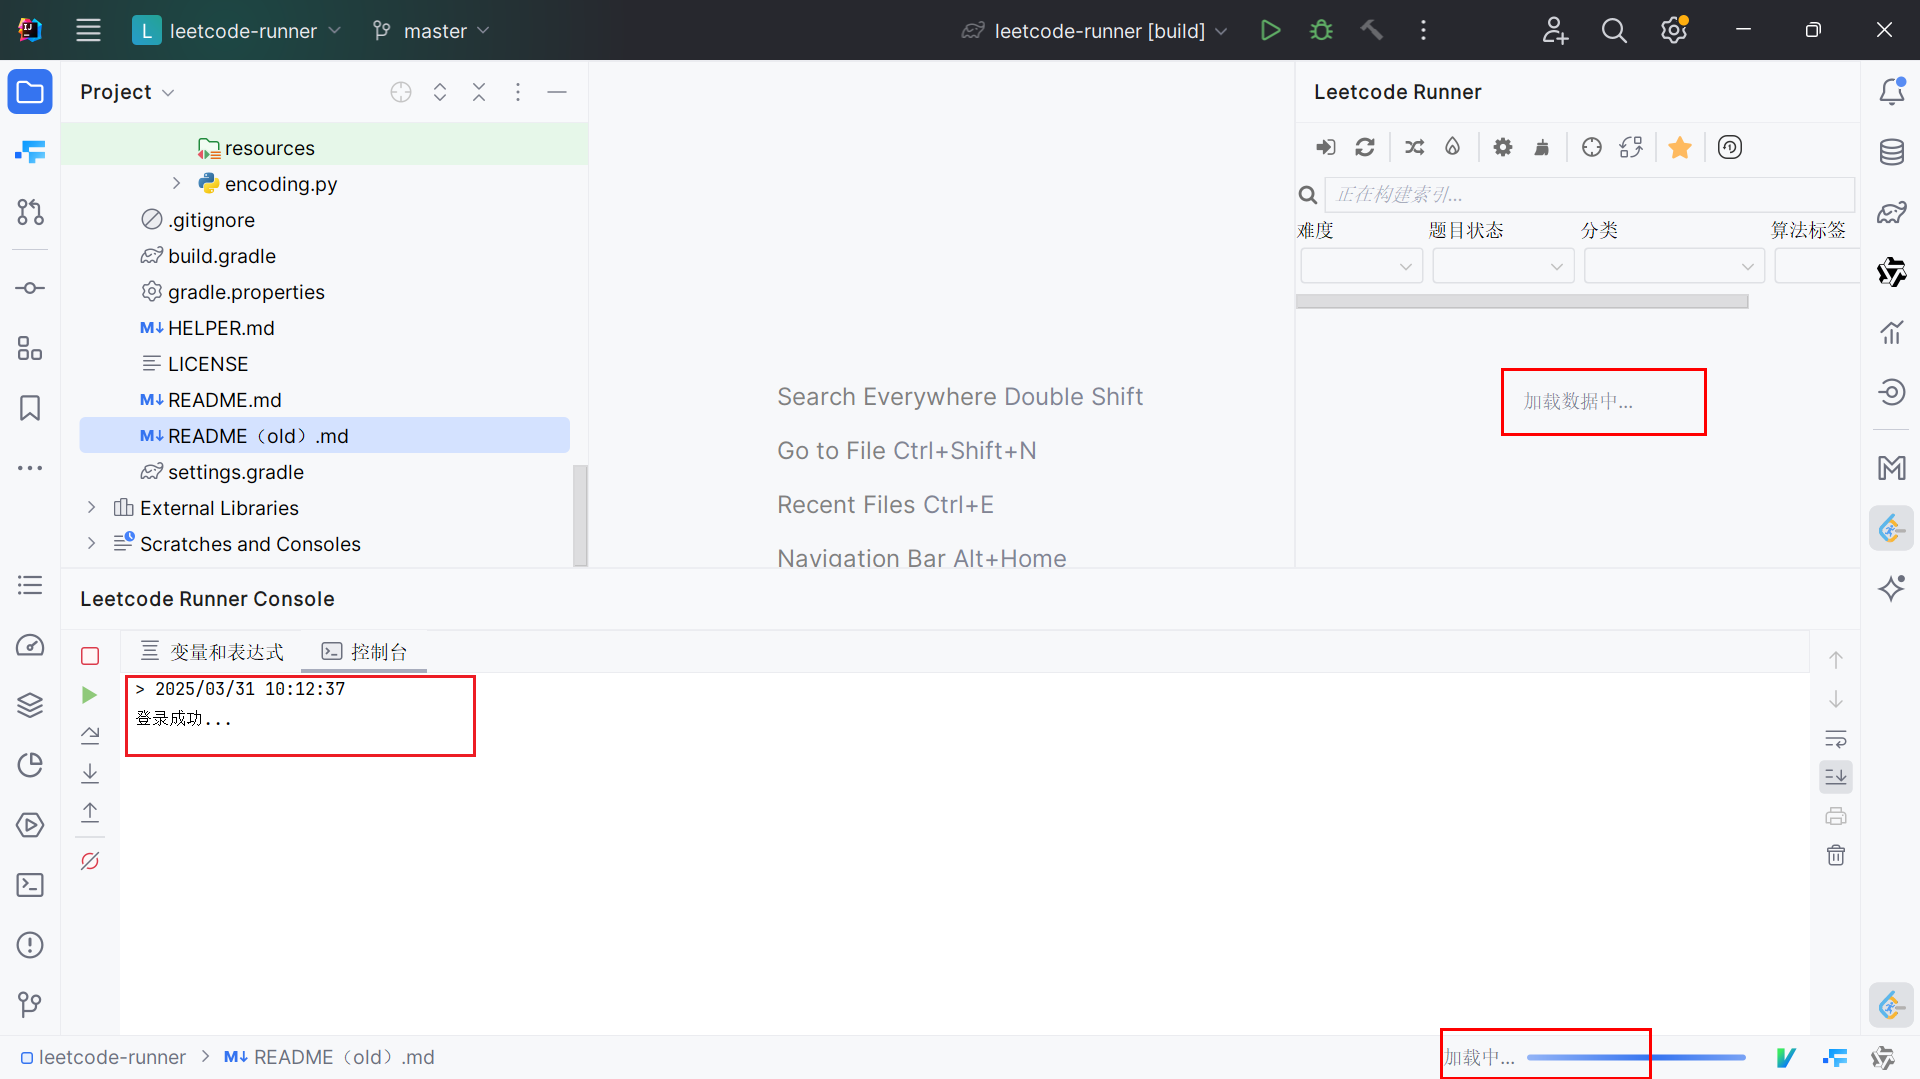 L leetcode-runner master leetcode-runner [build]
Project
resources
encoding.py
.gitignore
build.gradle
gradle.properties
M↓ HELPER.md
LICENSE
M↓ README.md
M↓ README（old）.md
settings.gradle
External Libraries
Scratches and Consoles
Search Everywhere Double Shift
Go to File Ctrl+Shift+N
Recent Files Ctrl+E
Navigation Bar Alt+Home
Leetcode Runner
正在构建索引...
难度 题目状态 分类 算法标签
加载数据中...
Leetcode Runner Console
变量和表达式 控制台
> 2025/03/31 10:12:37
登录成功...
leetcode-runner > M↓ README（old）.md
加载中...